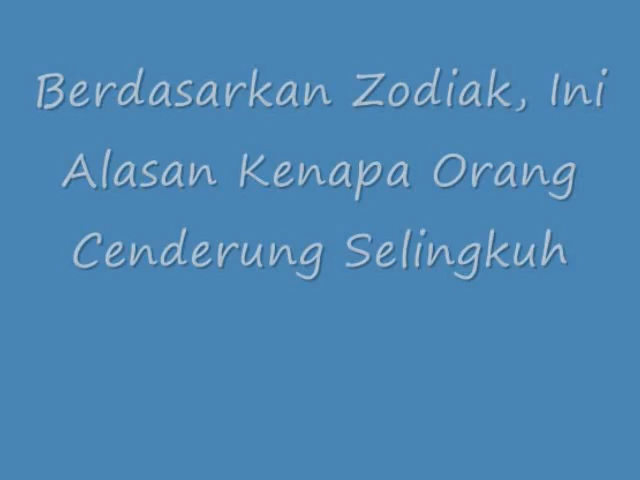 Berdasarkan Zodiak, Ini
Alasan Kenapa Orang
Cenderung Selingkuh